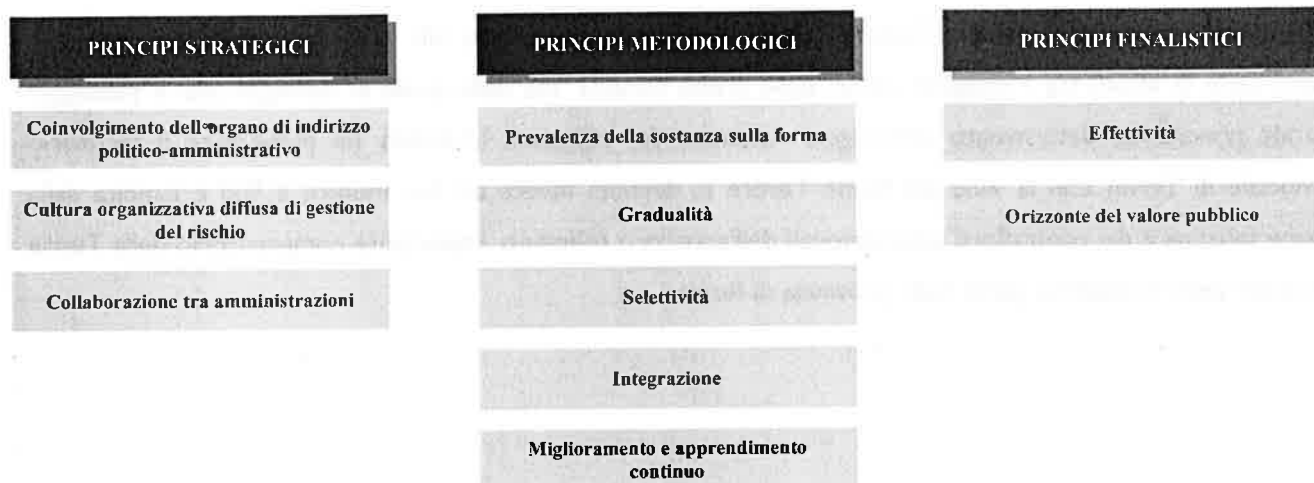 PRINCIPI STRATEGICI
Coinvolgimento dell'organo di indirizzo
politico-amministrativo
Cultura organizzativa diffusa di gestione
del rischio
Collaborazione tra amministrazioni
PRINCIPI METODOLOGICI
Prevalenza della sostanza sulla forma
Gradualità
Selettività
Integrazione
Miglioramento e apprendimento
continuo
PRINCIPI FINALISTICI
Effettività
Orizzonte del valore pubblico